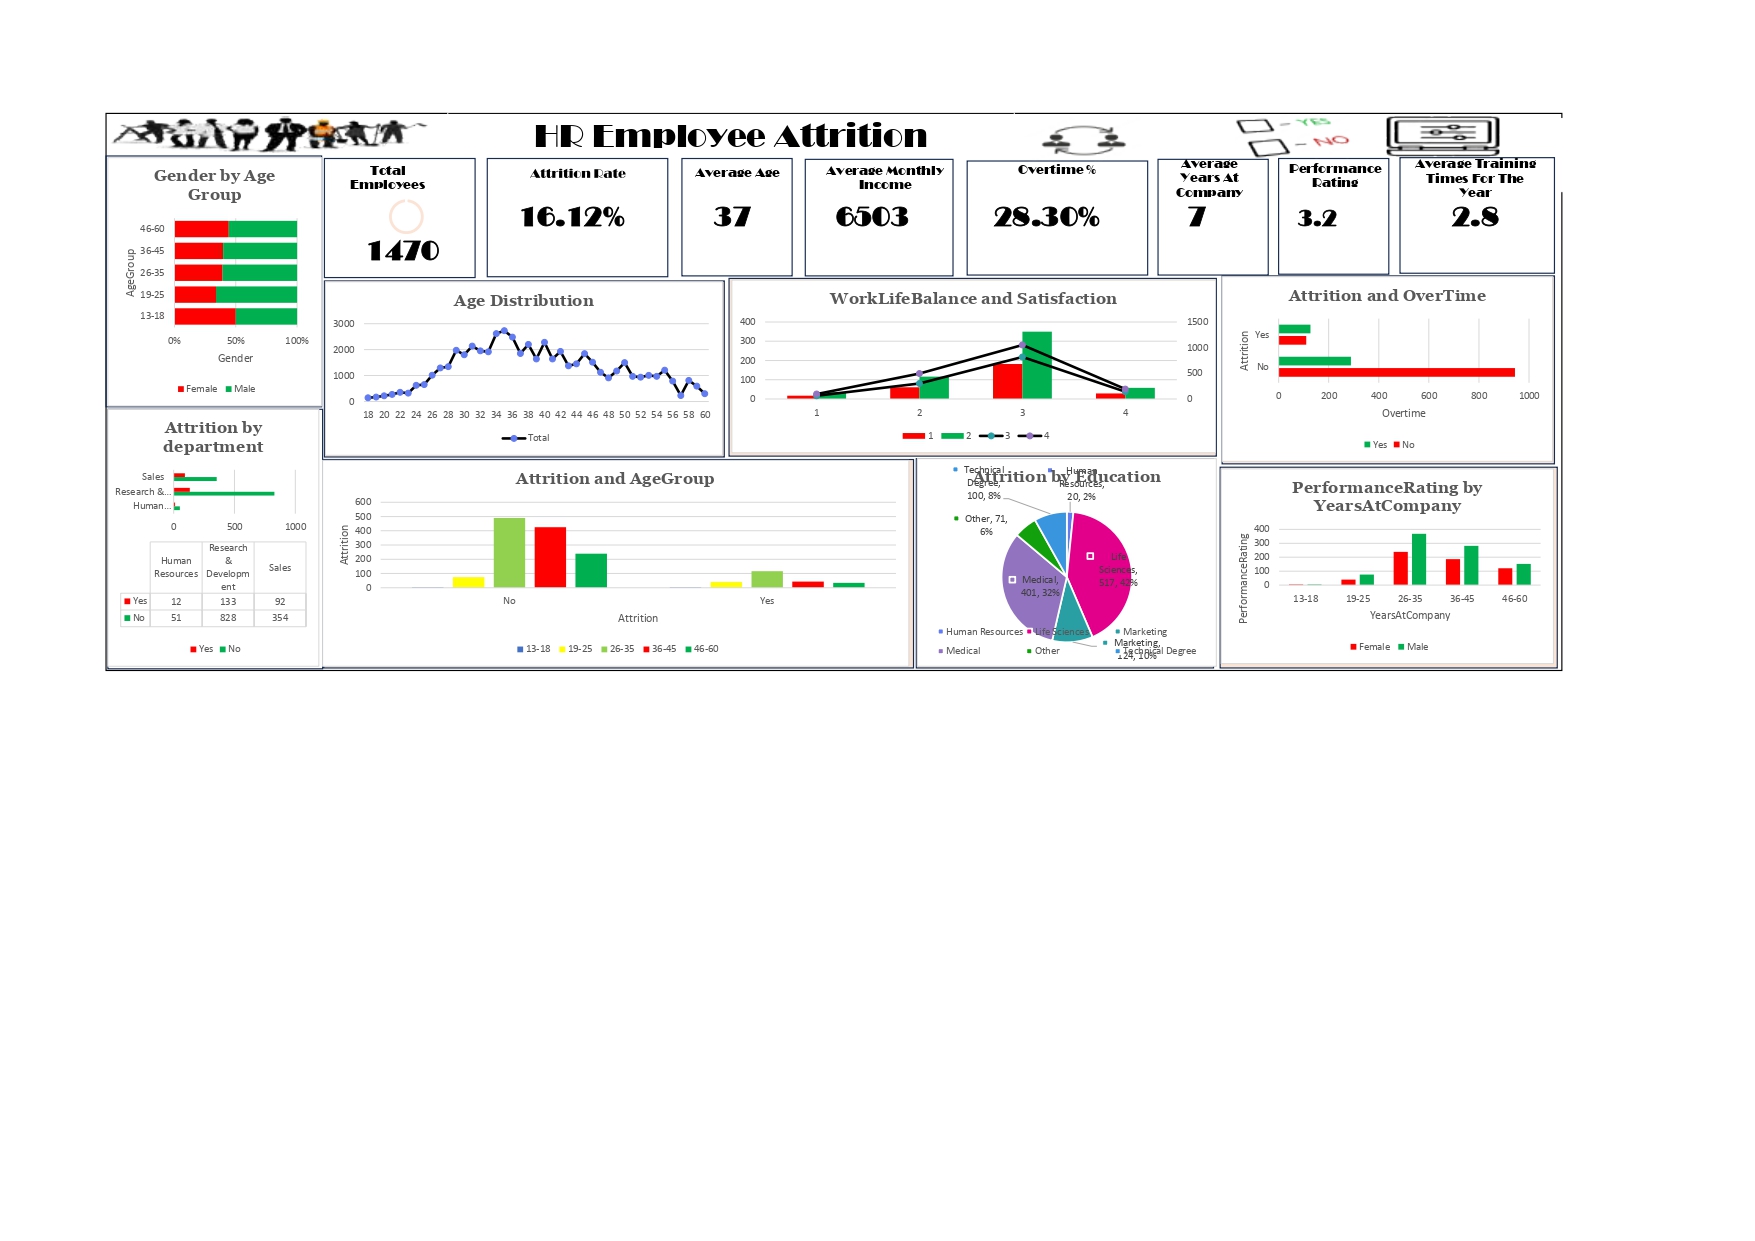 HR Employee Attrition
YES
NO
Gender by Age
Group
46-60
36-45
26-35
19-25
13-18
AgeGroup
0% 50% 100%
Gender
Female Male
Total
Employees
1470
Attrition Rate
16.12%
Average Age
37
Average Monthly
Income
6503
Overtime %
28.30%
Average
Years At
Company
7
Performance
Rating
3.2
Average Training
Times For The
Year
2.8
Age Distribution
3000
2000
1000
0
18 20 22 24 26 28 30 32 34 36 38 40 42 44 46 48 50 52 54 56 58 60
Total
WorkLifeBalance and Satisfaction
400 1500
300 1000
200
100 500
0 0
1 2 3 4
1 2 3 4
Attrition and OverTime
Attrition
Yes
No
0 200 400 600 800 1000
Overtime
Yes No
Attrition by
department
Sales
Research &...
Human...
0 500 1000
Human
Resources
Research
&
Developm
ent
Sales
Yes 12 133 92
No 51 828 354
Yes No
Attrition and AgeGroup
600
500
400
300
200
100
0
Attrition
No Yes
Attrition
13-18 19-25 26-35 36-45 46-60
Attrition by Education
Technical
Degree,
100, 8%
Human
Resources,
20, 2%
Other, 71,
6%
Life
Sciences,
517, 42%
Medical,
401, 32%
Marketing,
124, 10%
Human Resources Life Sciences Marketing
Medical Other Technical Degree
PerformanceRating by
YearsAtCompany
400
300
200
100
0
PerformanceRating
13-18 19-25 26-35 36-45 46-60
YearsAtCompany
Female Male